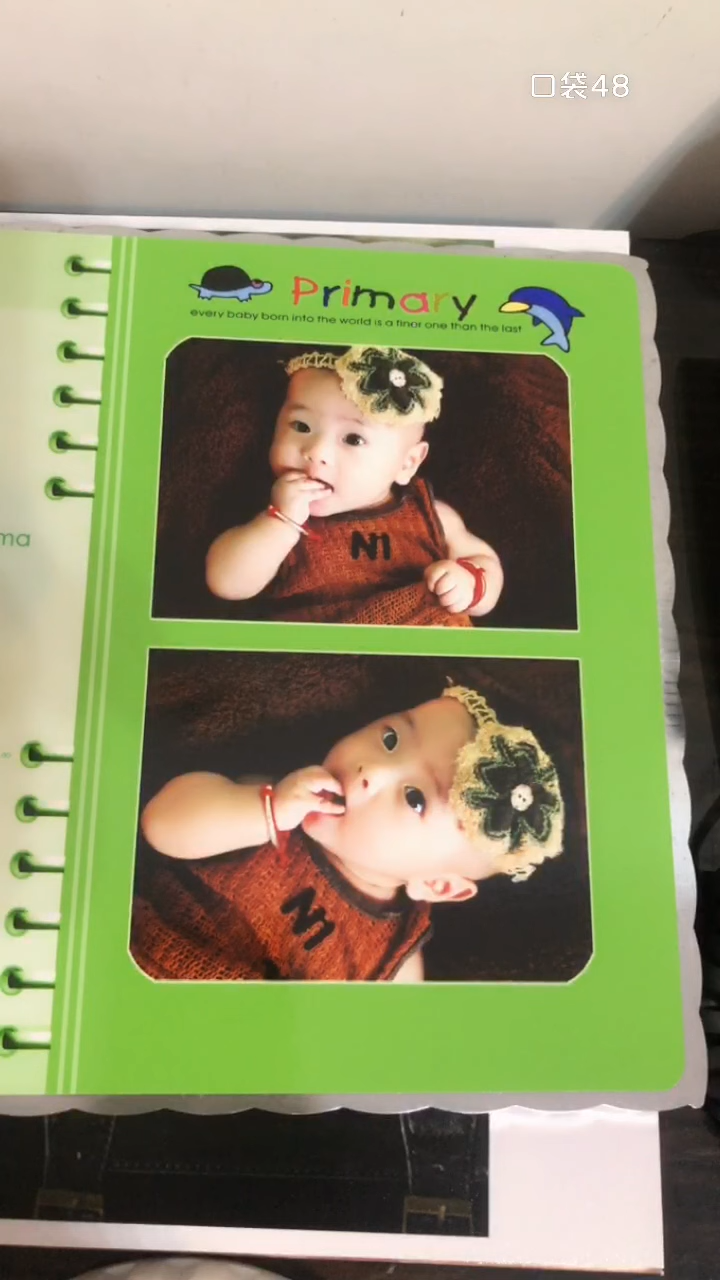 口袋48
Primary
every baby born into the world is a finer one than the last
ma
N1
N1